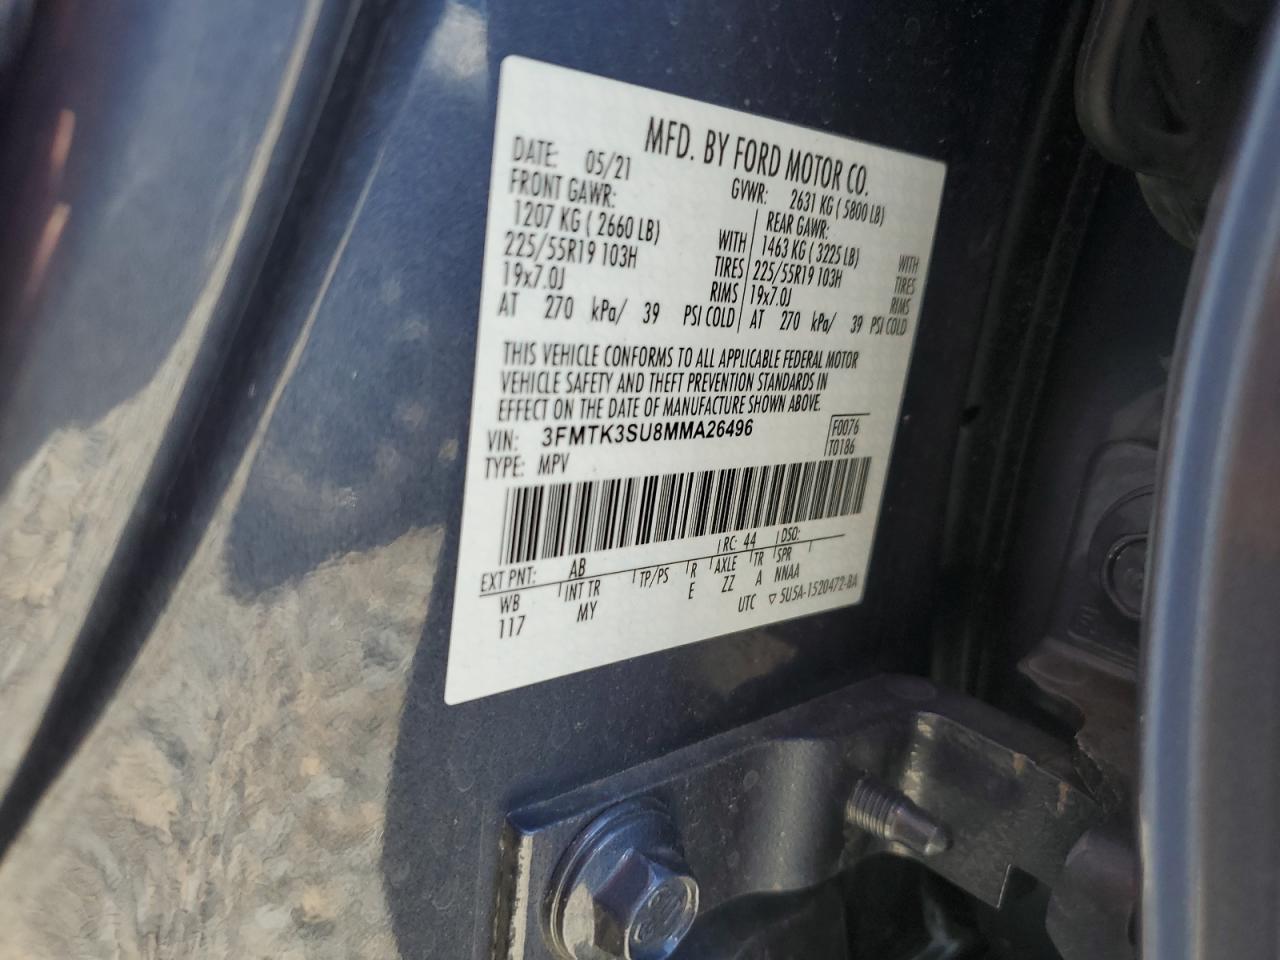 MFD. BY FORD MOTOR CO.
DATE: 05/21 GVWR: 2631 KG ( 5800 LB)
FRONT GAWR: REAR GAWR:
1207 KG ( 2660 LB) WITH 1463 KG ( 3225 LB) WITH
225/55R19 103H TIRES 225/55R19 103H TIRES
19x7.0J RIMS 19x7.0J RIMS
AT 270 kPa/ 39 PSI COLD AT 270 kPa/ 39 PSI COLD
THIS VEHICLE CONFORMS TO ALL APPLICABLE FEDERAL MOTOR
VEHICLE SAFETY AND THEFT PREVENTION STANDARDS IN
EFFECT ON THE DATE OF MANUFACTURE SHOWN ABOVE.
VIN: 3FMTK3SU8MMA26496 F0076
TYPE: MPV T0186
EXT PNT: AB RC: 44 DSO:
WB INT TR TP/PS R AXLE TR SPR
117 MY E ZZ A NNAA
UTC ▽ 5U5A-1520472-BA